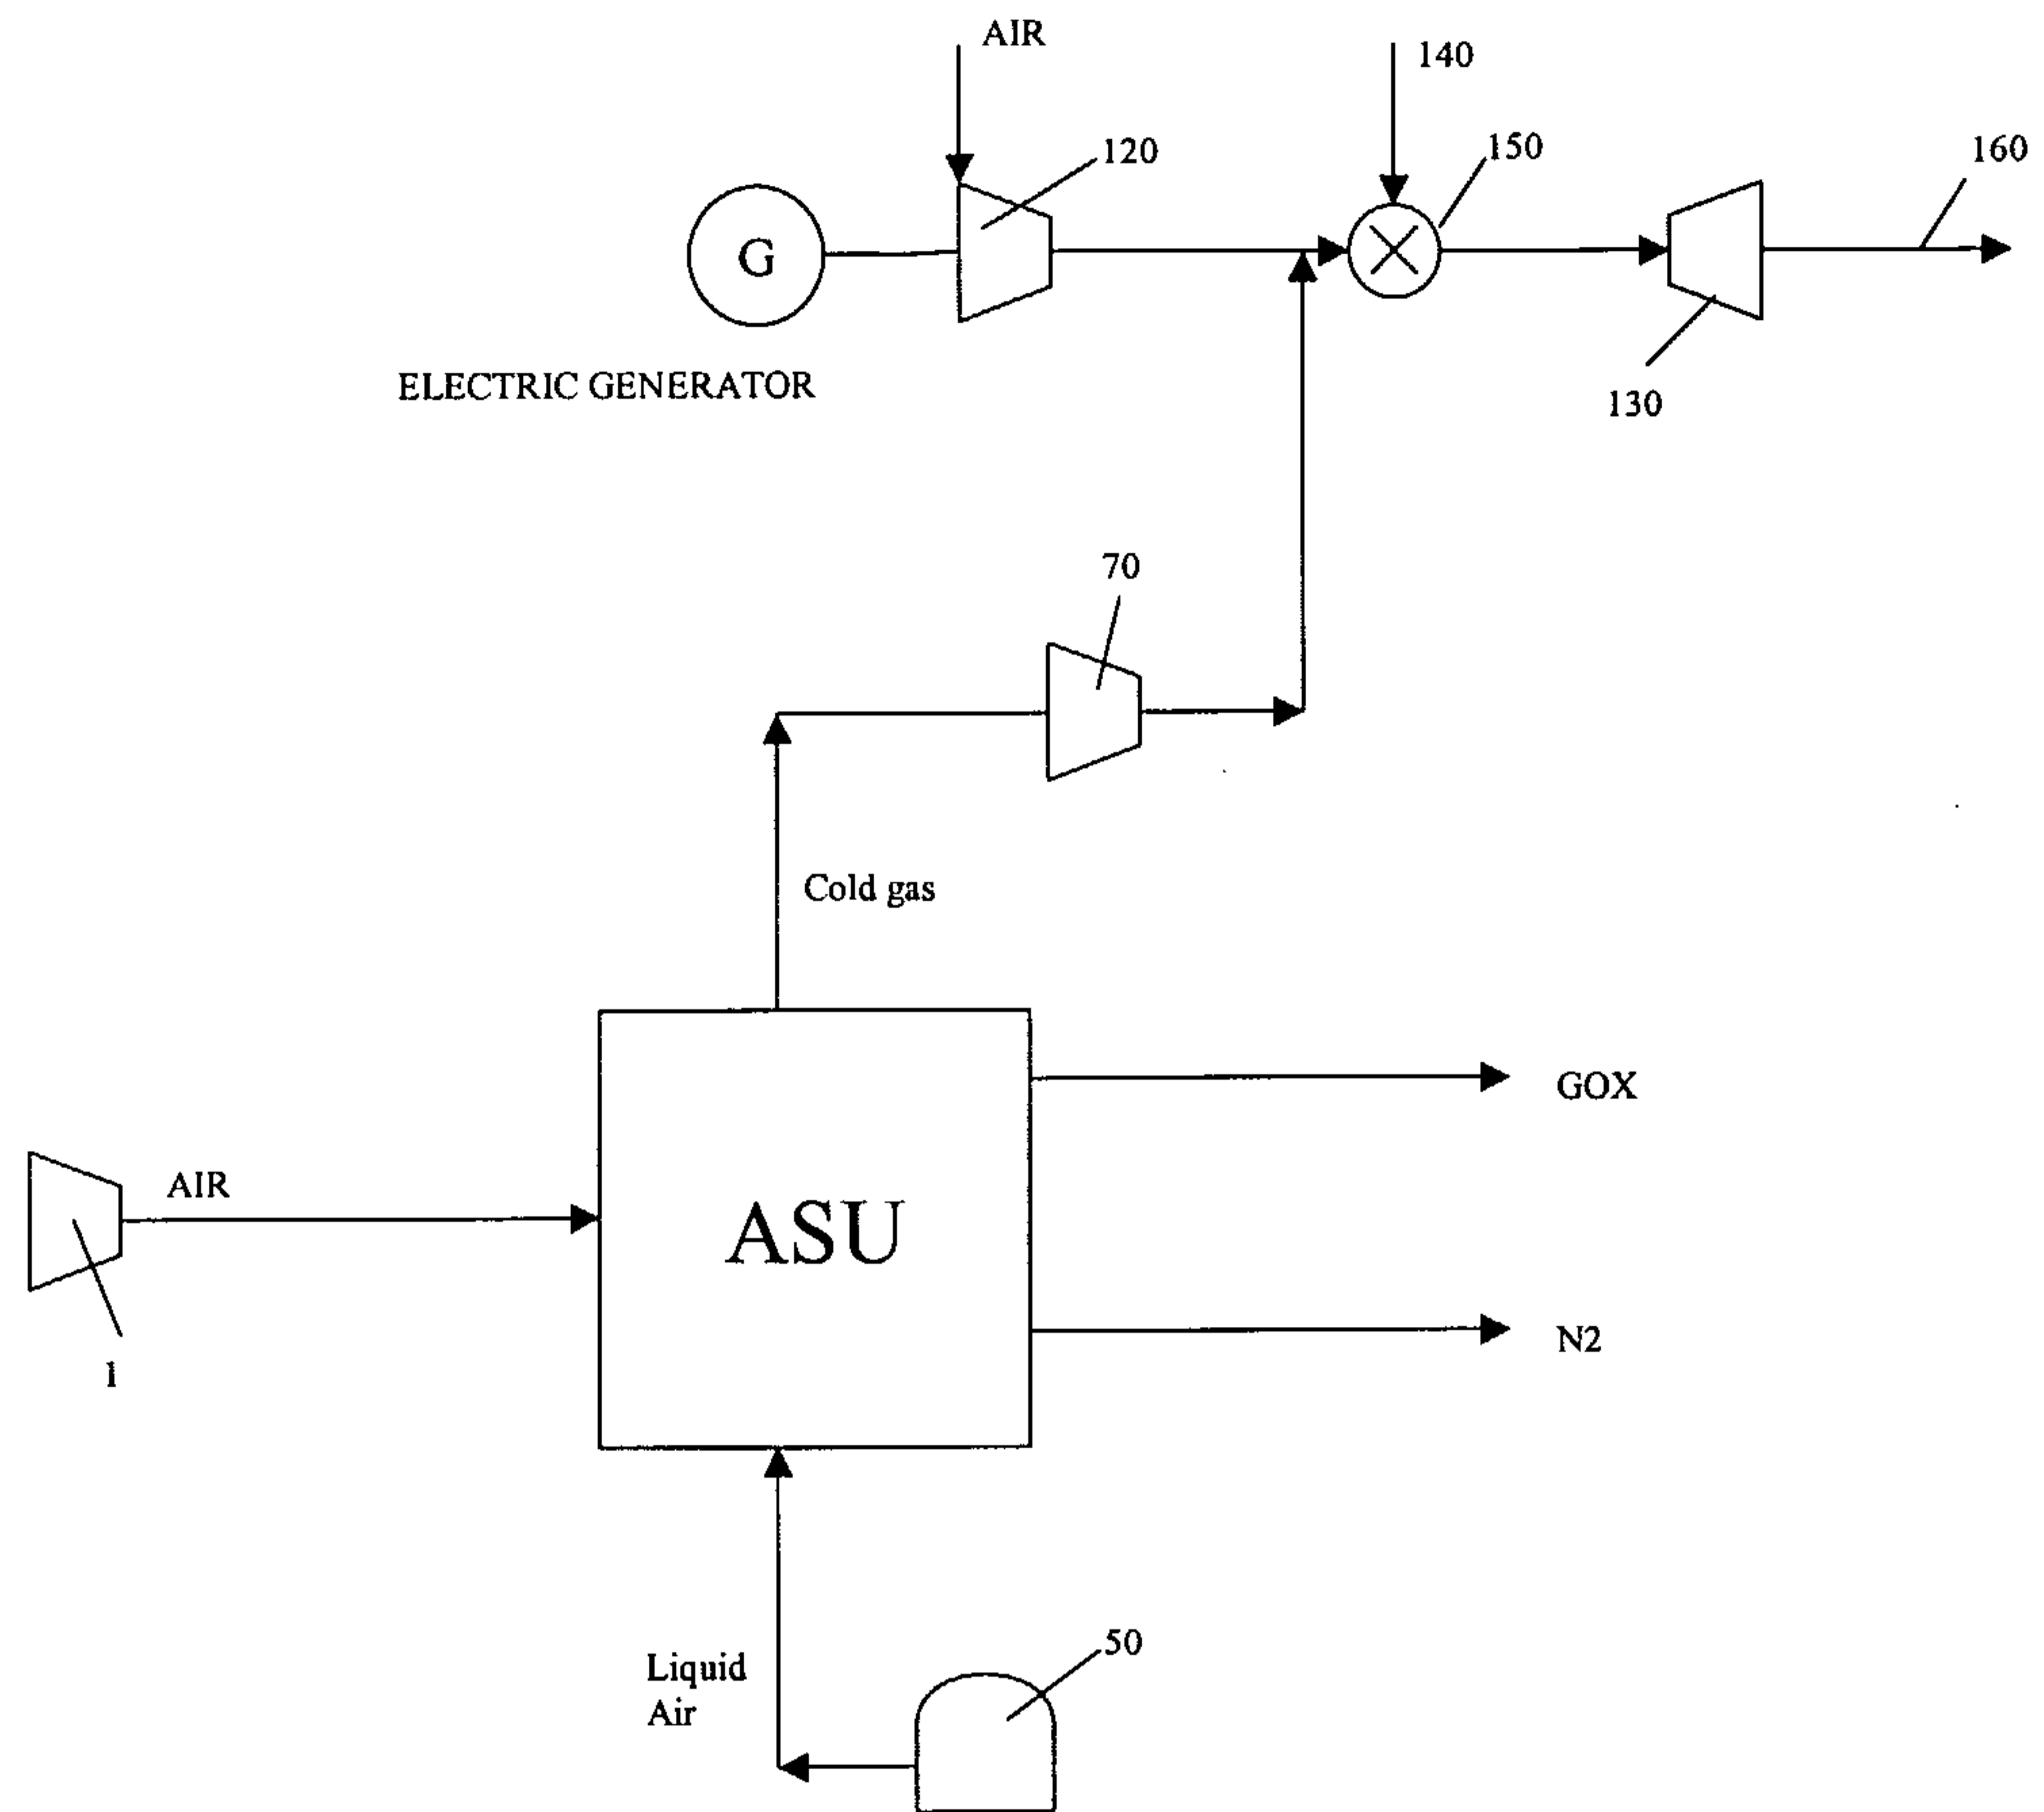 AIR
140
120
150
160
G
ELECTRIC GENERATOR
130
70
Cold gas
GOX
AIR
ASU
N2
1
50
Liquid
Air